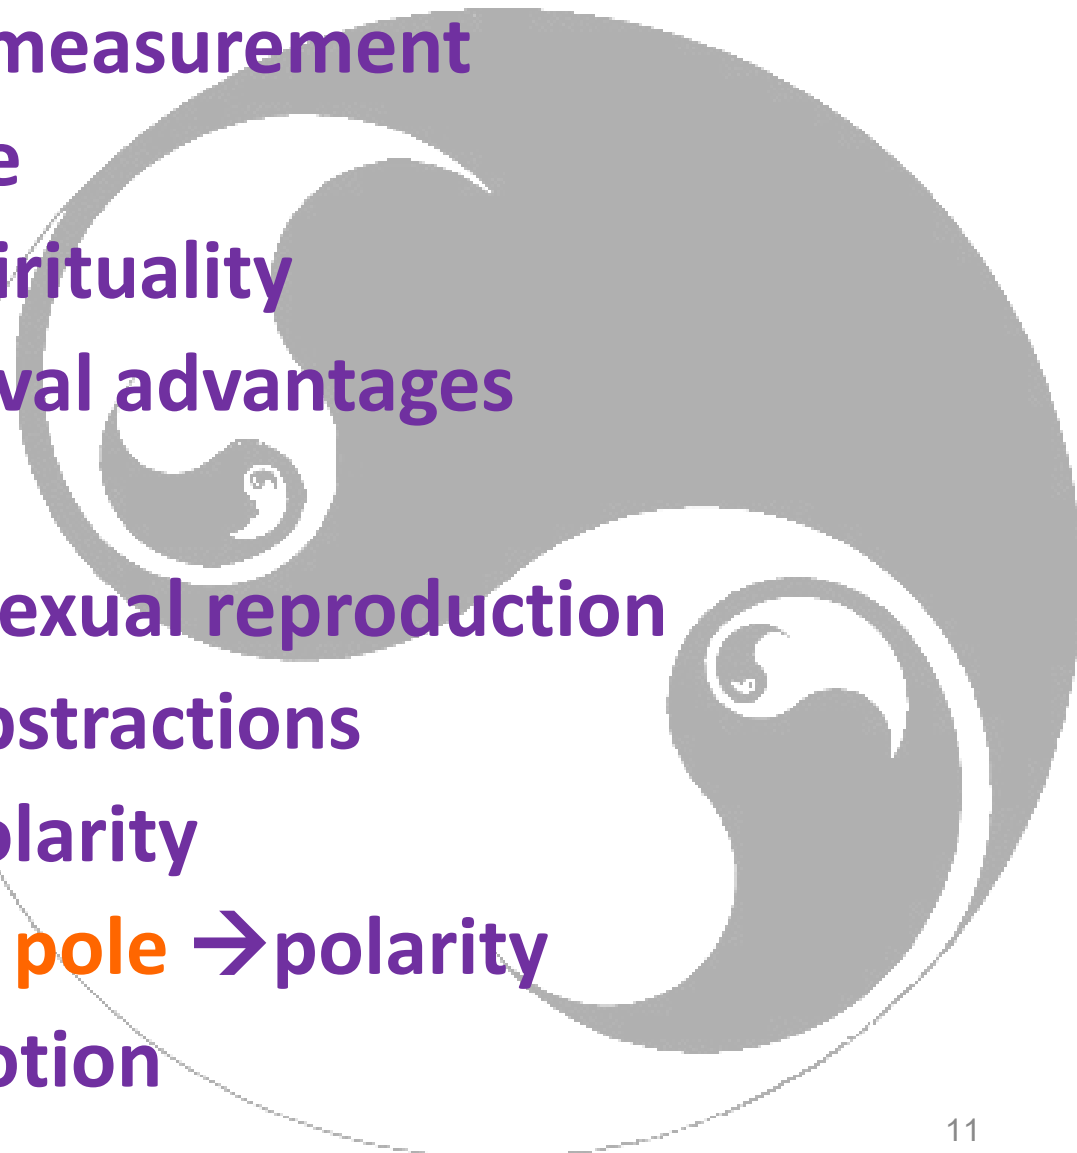 measurement
e
irituality
val advantages
exual reproduction
ostractions
olarity
pole →polarity
otion
11